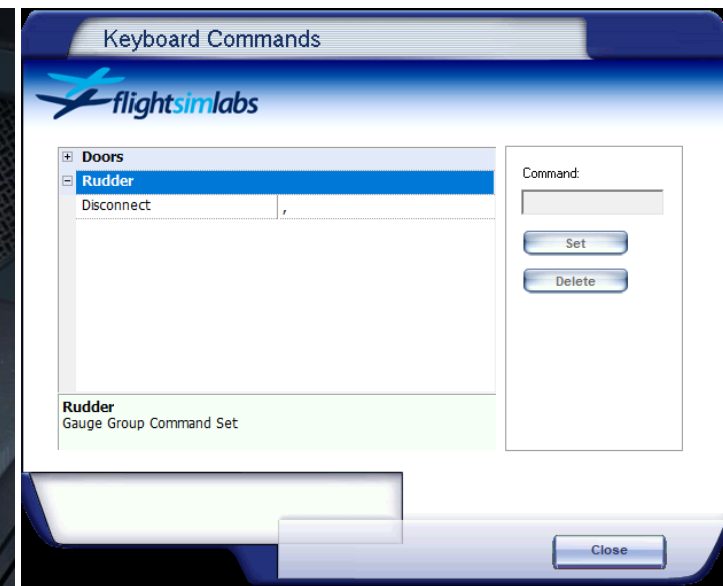 Keyboard Commands
flightsimlabs
Doors
Rudder
Disconnect ,
Command:
Set
Delete
Rudder
Gauge Group Command Set
Close